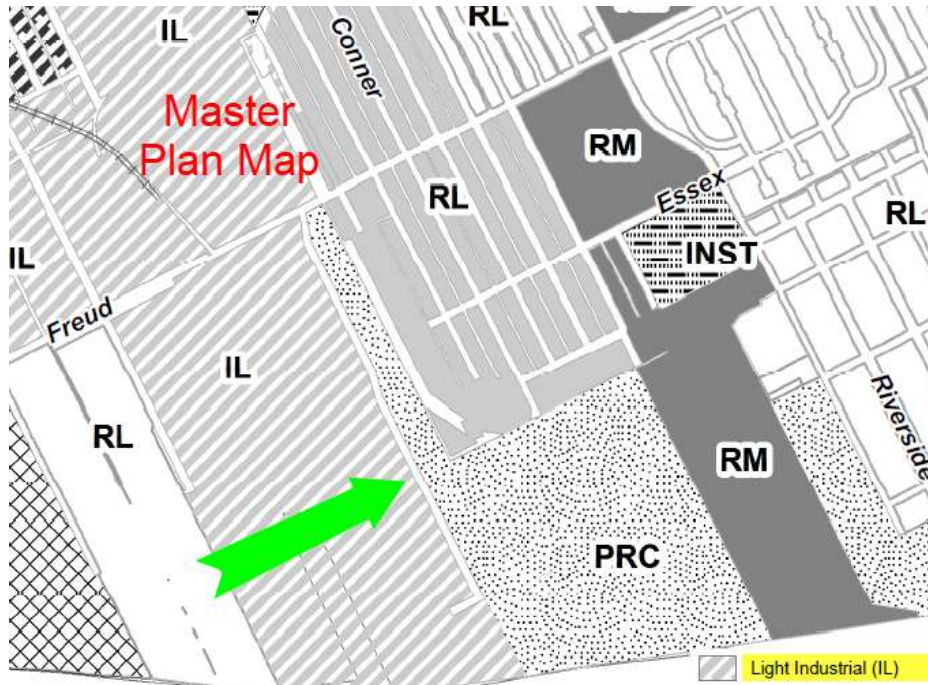 IL
RL
Conner
Master
Plan Map
RM
Essex
RL
RL
INST
IL
Freud
IL
RL
Riverside
RM
PRC
Light Industrial (IL)